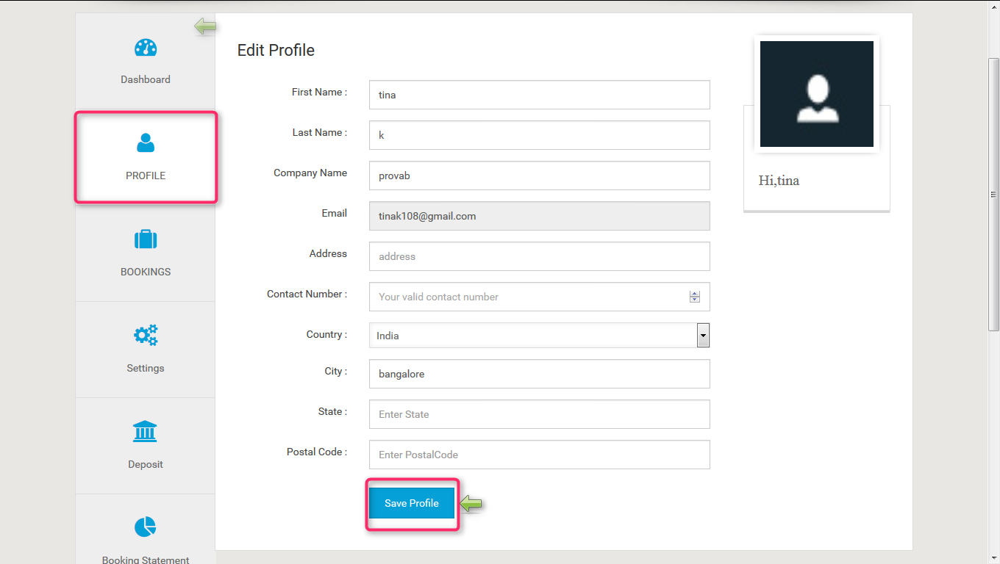 Dashboard
PROFILE
BOOKINGS
Settings
Deposit
Booking Statement
Edit Profile
First Name : tina
Last Name : k
Company Name provab
Email tinak108@gmail.com
Address address
Contact Number : Your valid contact number
Country : India
City : bangalore
State : Enter State
Postal Code : Enter PostalCode
Save Profile
Hi,tina